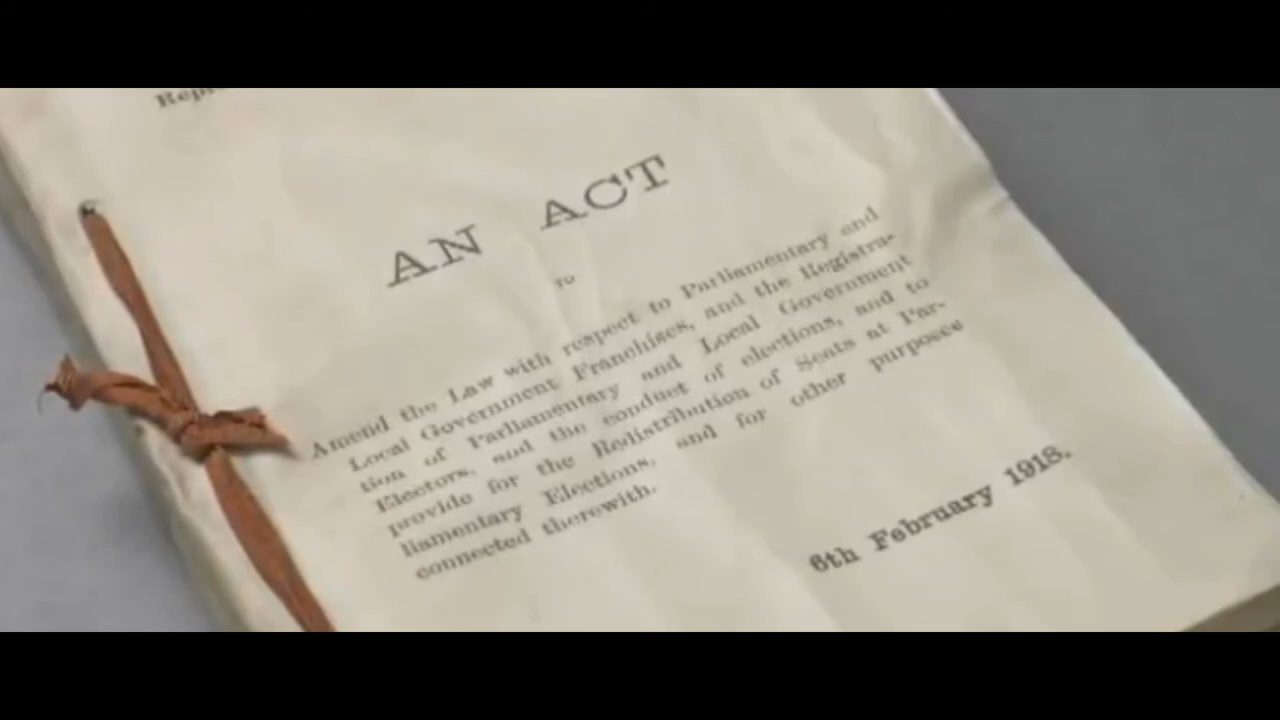 AN ACT
TO
Amend the Law with respect to Parliamentary and
Local Government Franchises, and the Registra-
tion of Parliamentary and Local Government
Electors, and the conduct of elections, and to
provide for the Redistribution of Seats at Par-
liamentary Elections, and for other purposes
connected therewith.
6th February 1918.